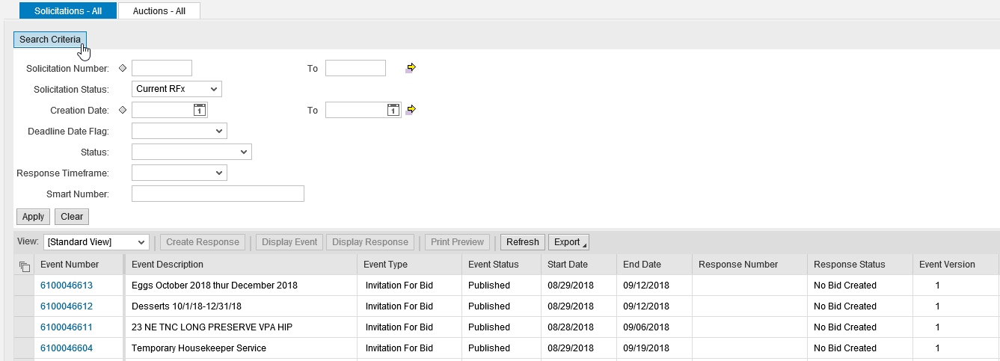 Solicitations - All Auctions - All
Search Criteria
Solicitation Number: To
Solicitation Status: Current RFx
Creation Date: 1 To 1
Deadline Date Flag:
Status:
Response Timeframe:
Smart Number:
Apply Clear
View: [Standard View] Create Response Display Event Display Response Print Preview Refresh Export
Event Number Event Description Event Type Event Status Start Date End Date Response Number Response Status Event Version
6100046613 Eggs October 2018 thur December 2018 Invitation For Bid Published 08/29/2018 09/12/2018 No Bid Created 1
6100046612 Desserts 10/1/18-12/31/18 Invitation For Bid Published 08/29/2018 09/12/2018 No Bid Created 1
6100046611 23 NE TNC LONG PRESERVE VPA HIP Invitation For Bid Published 08/28/2018 09/06/2018 No Bid Created 1
6100046604 Temporary Housekeeper Service Invitation For Bid Published 08/29/2018 09/19/2018 No Bid Created 1